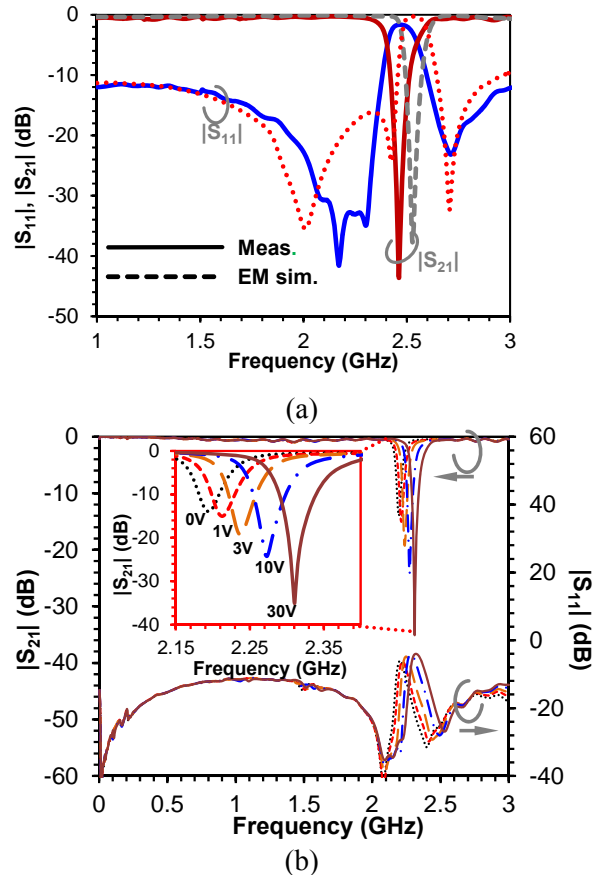 0
-10
-20
-30
-40
-50
|S11|, |S21| (dB)
|S11|
|S21|
Meas.
EM sim.
1
1.5
2
2.5
3
Frequency (GHz)
(a)
0
-10
-20
-30
-40
-50
-60
|S21| (dB)
60
40
20
0
-20
-40
|S11| (dB)
0
-10
-20
-30
-40
|S21| (dB)
0V
1V
3V
10V
30V
2.15
2.25
2.35
Frequency (GHz)
0
0.5
1
1.5
2
2.5
3
Frequency (GHz)
(b)